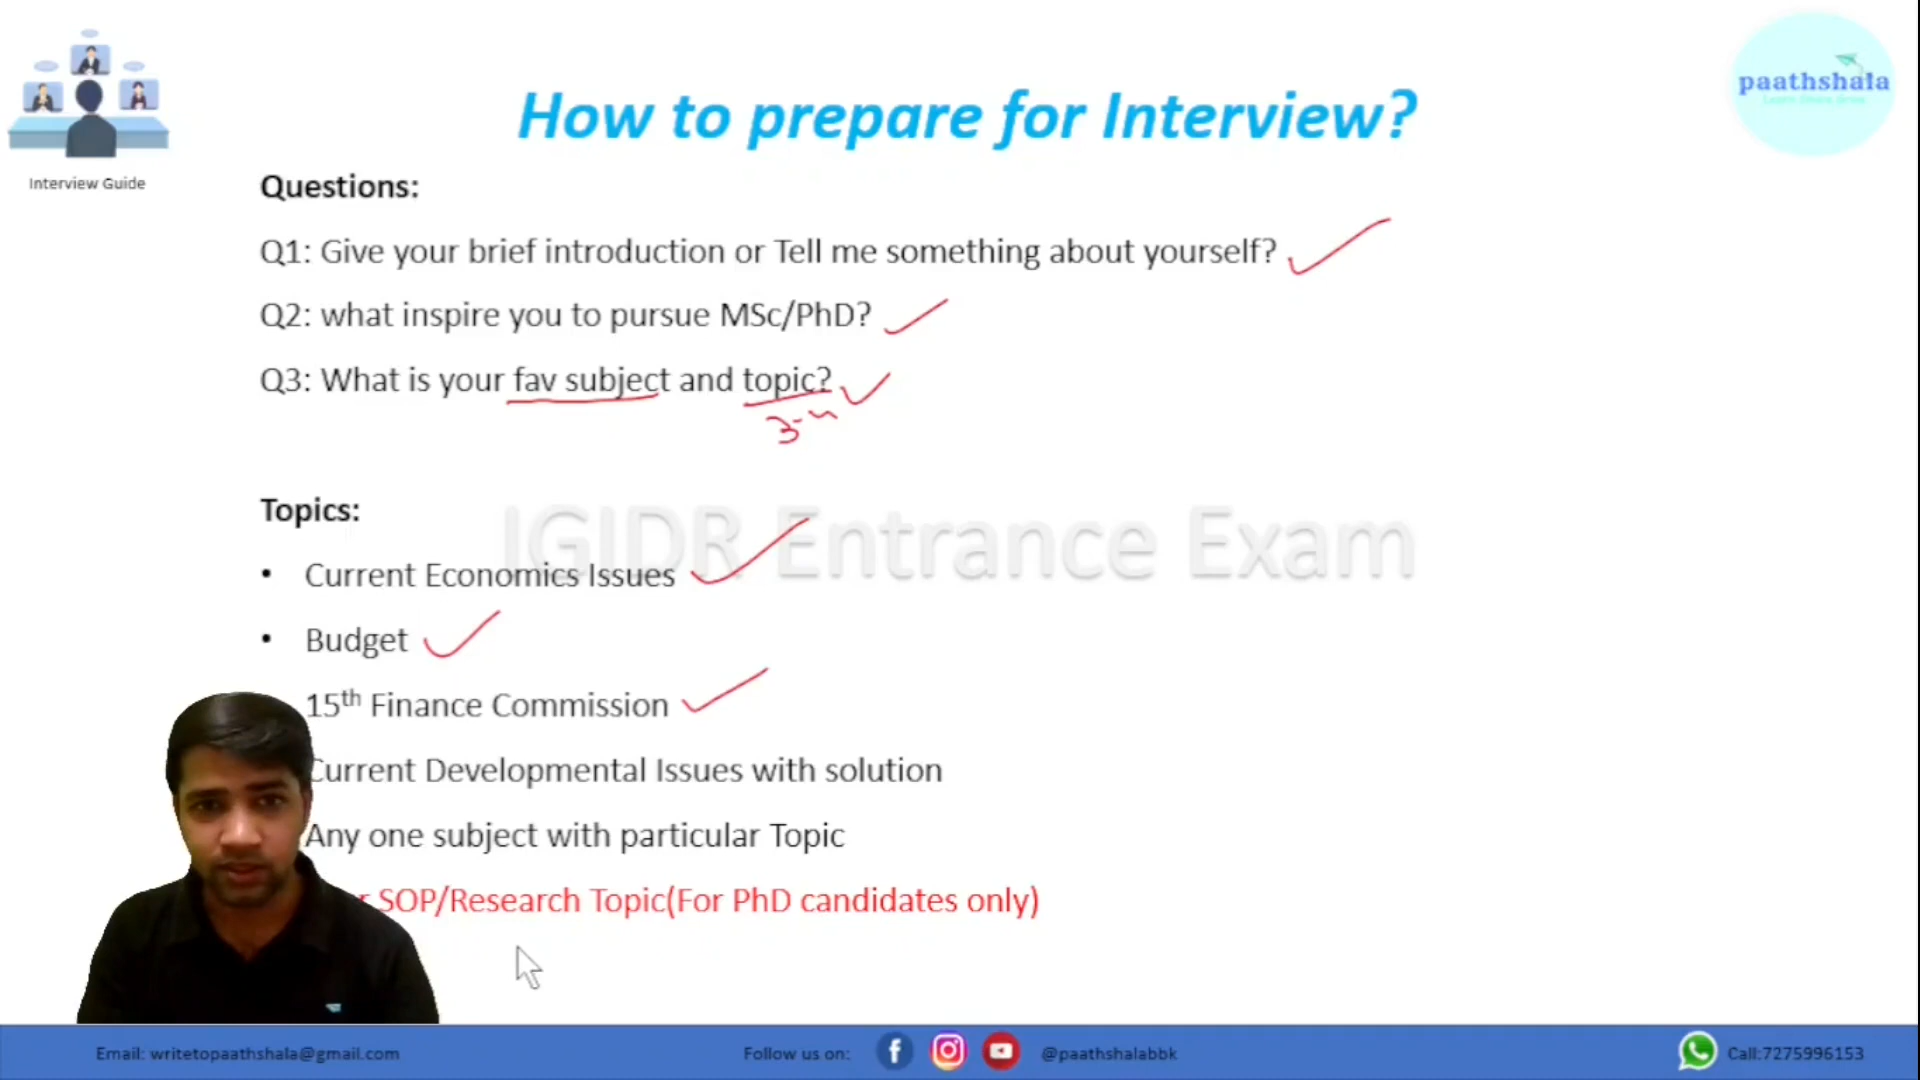 How to prepare for Interview?
paathshala
Interview Guide
Questions:
Q1: Give your brief introduction or Tell me something about yourself?
Q2: what inspire you to pursue MSc/PhD?
Q3: What is your fav subject and topic?
3-4
Topics:
IGIDR Entrance Exam
• Current Economics Issues
• Budget
15th Finance Commission
Current Developmental Issues with solution
Any one subject with particular Topic
r SOP/Research Topic(For PhD candidates only)
Email: writetopaathshala@gmail.com
Follow us on:
@paathshalabbk
Call:7275996153